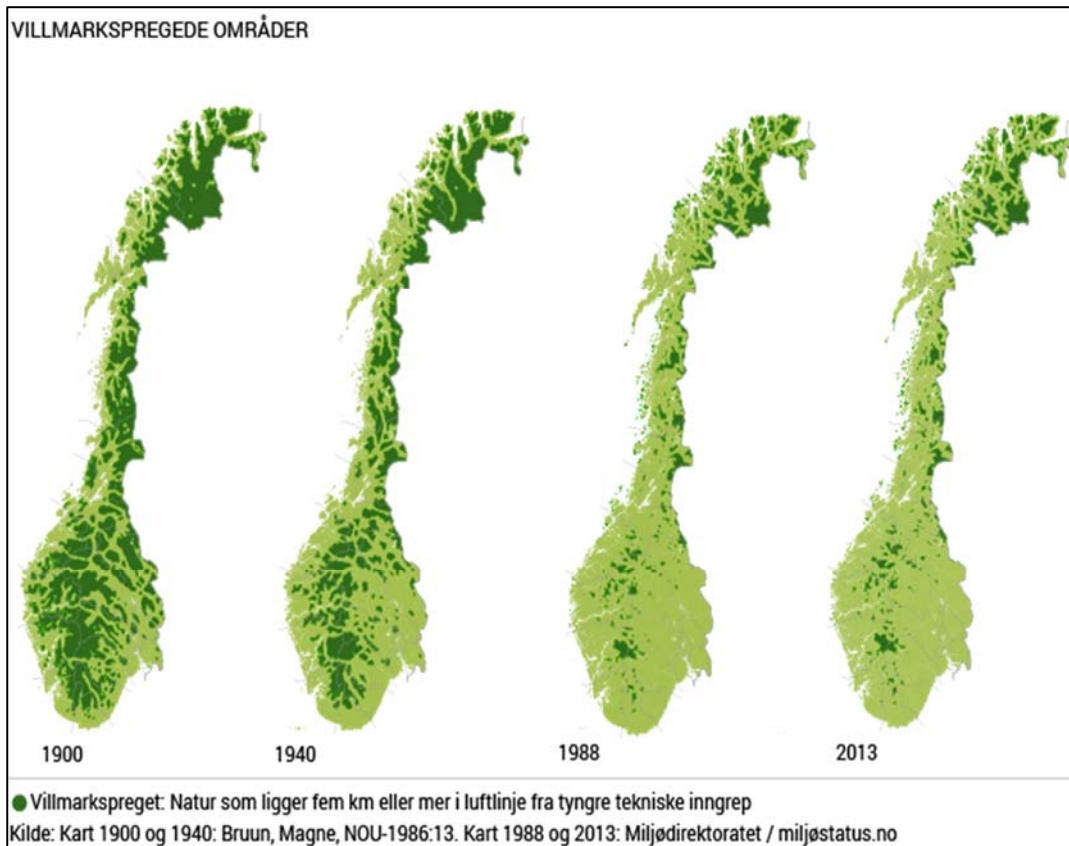 VILLMARKSPREGEDE OMRÅDER
1900
1940
1988
2013
Villmarkspreget: Natur som ligger fem km eller mer i luftlinje fra tyngre tekniske inngrep
Kilde: Kart 1900 og 1940: Bruun, Magne, NOU-1986:13. Kart 1988 og 2013: Miljødirektoratet / miljøstatus.no